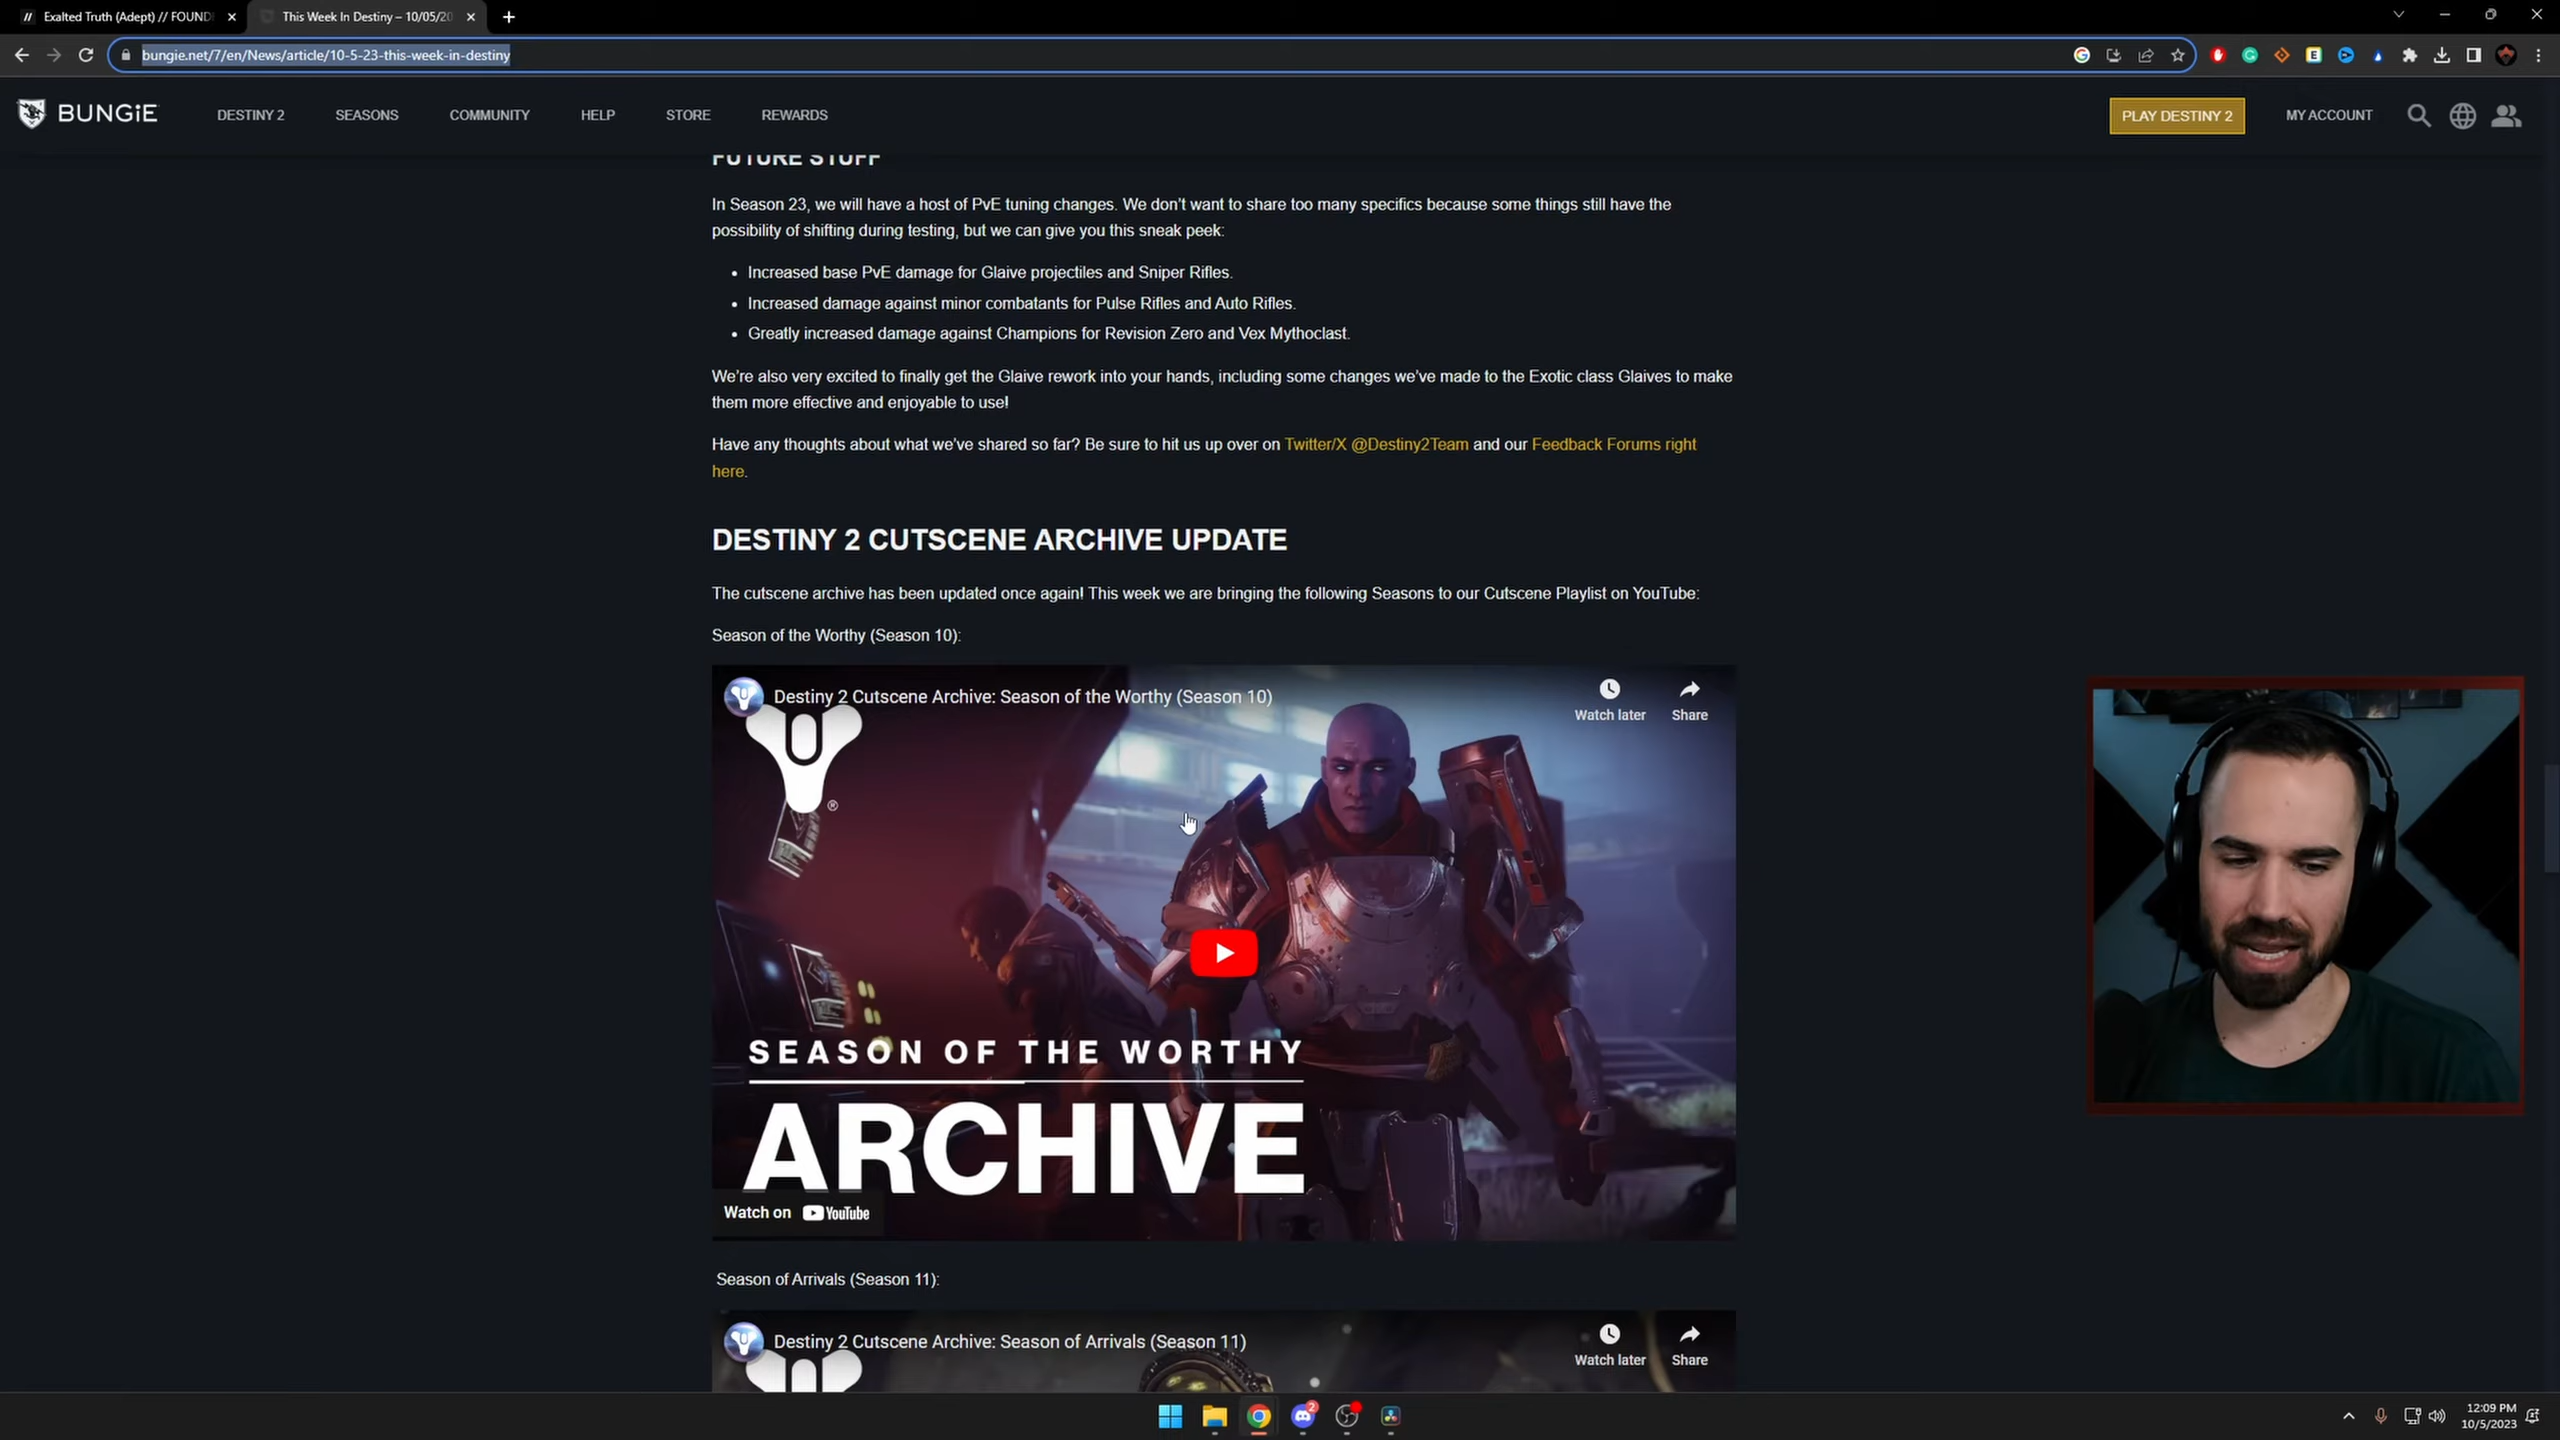 // Exalted Truth (Adept) // FOUND
This Week In Destiny – 10/05/20
bungie.net/7/en/News/article/10-5-23-this-week-in-destiny
BUNGiE
DESTINY 2
SEASONS
COMMUNITY
HELP
STORE
REWARDS
PLAY DESTINY 2
MY ACCOUNT
FUTURE STUFF
In Season 23, we will have a host of PvE tuning changes. We don't want to share too many specifics because some things still have the
possibility of shifting during testing, but we can give you this sneak peek:
• Increased base PvE damage for Glaive projectiles and Sniper Rifles.
• Increased damage against minor combatants for Pulse Rifles and Auto Rifles.
• Greatly increased damage against Champions for Revision Zero and Vex Mythoclast.
We're also very excited to finally get the Glaive rework into your hands, including some changes we've made to the Exotic class Glaives to make
them more effective and enjoyable to use!
Have any thoughts about what we've shared so far? Be sure to hit us up over on Twitter/X @Destiny2Team and our Feedback Forums right
here.
DESTINY 2 CUTSCENE ARCHIVE UPDATE
The cutscene archive has been updated once again! This week we are bringing the following Seasons to our Cutscene Playlist on YouTube:
Season of the Worthy (Season 10):
Destiny 2 Cutscene Archive: Season of the Worthy (Season 10)
Watch later
Share
®
SEASON OF THE WORTHY
ARCHIVE
Watch on YouTube
Season of Arrivals (Season 11):
Destiny 2 Cutscene Archive: Season of Arrivals (Season 11)
Watch later
Share
2
12:09 PM
10/5/2023